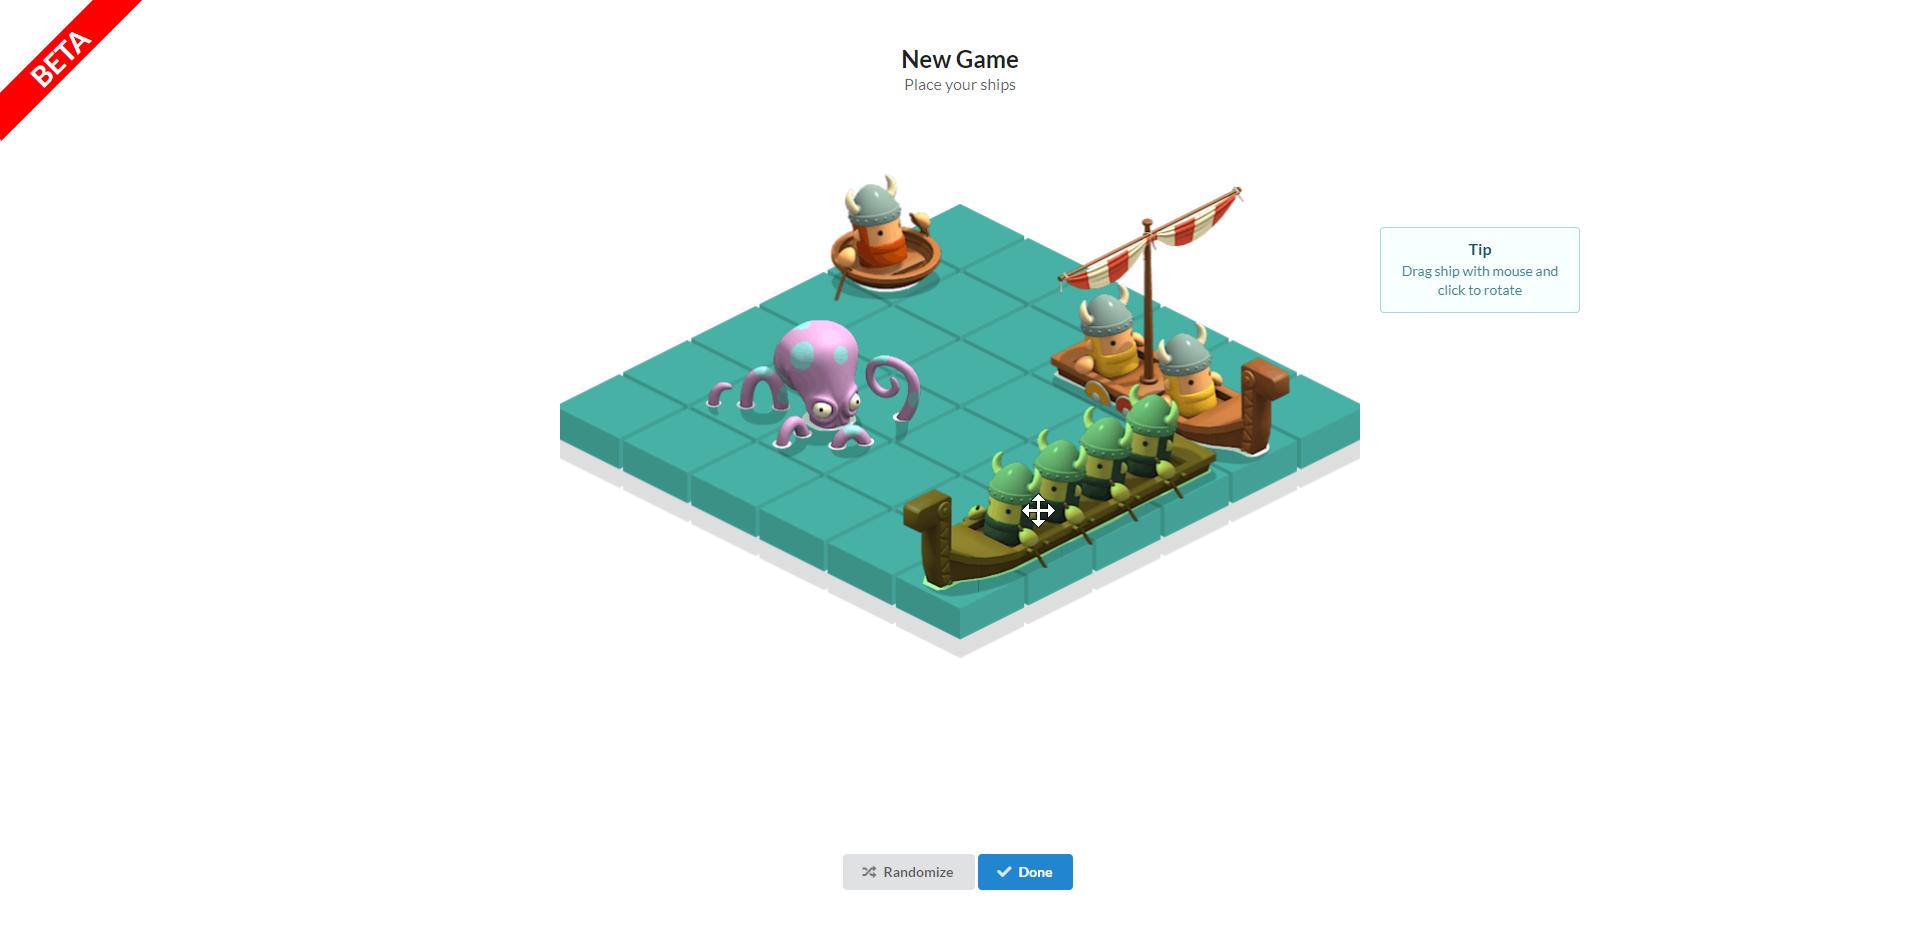 BETA
New Game
Place your ships
Tip
Drag ship with mouse and
click to rotate
Randomize
Done